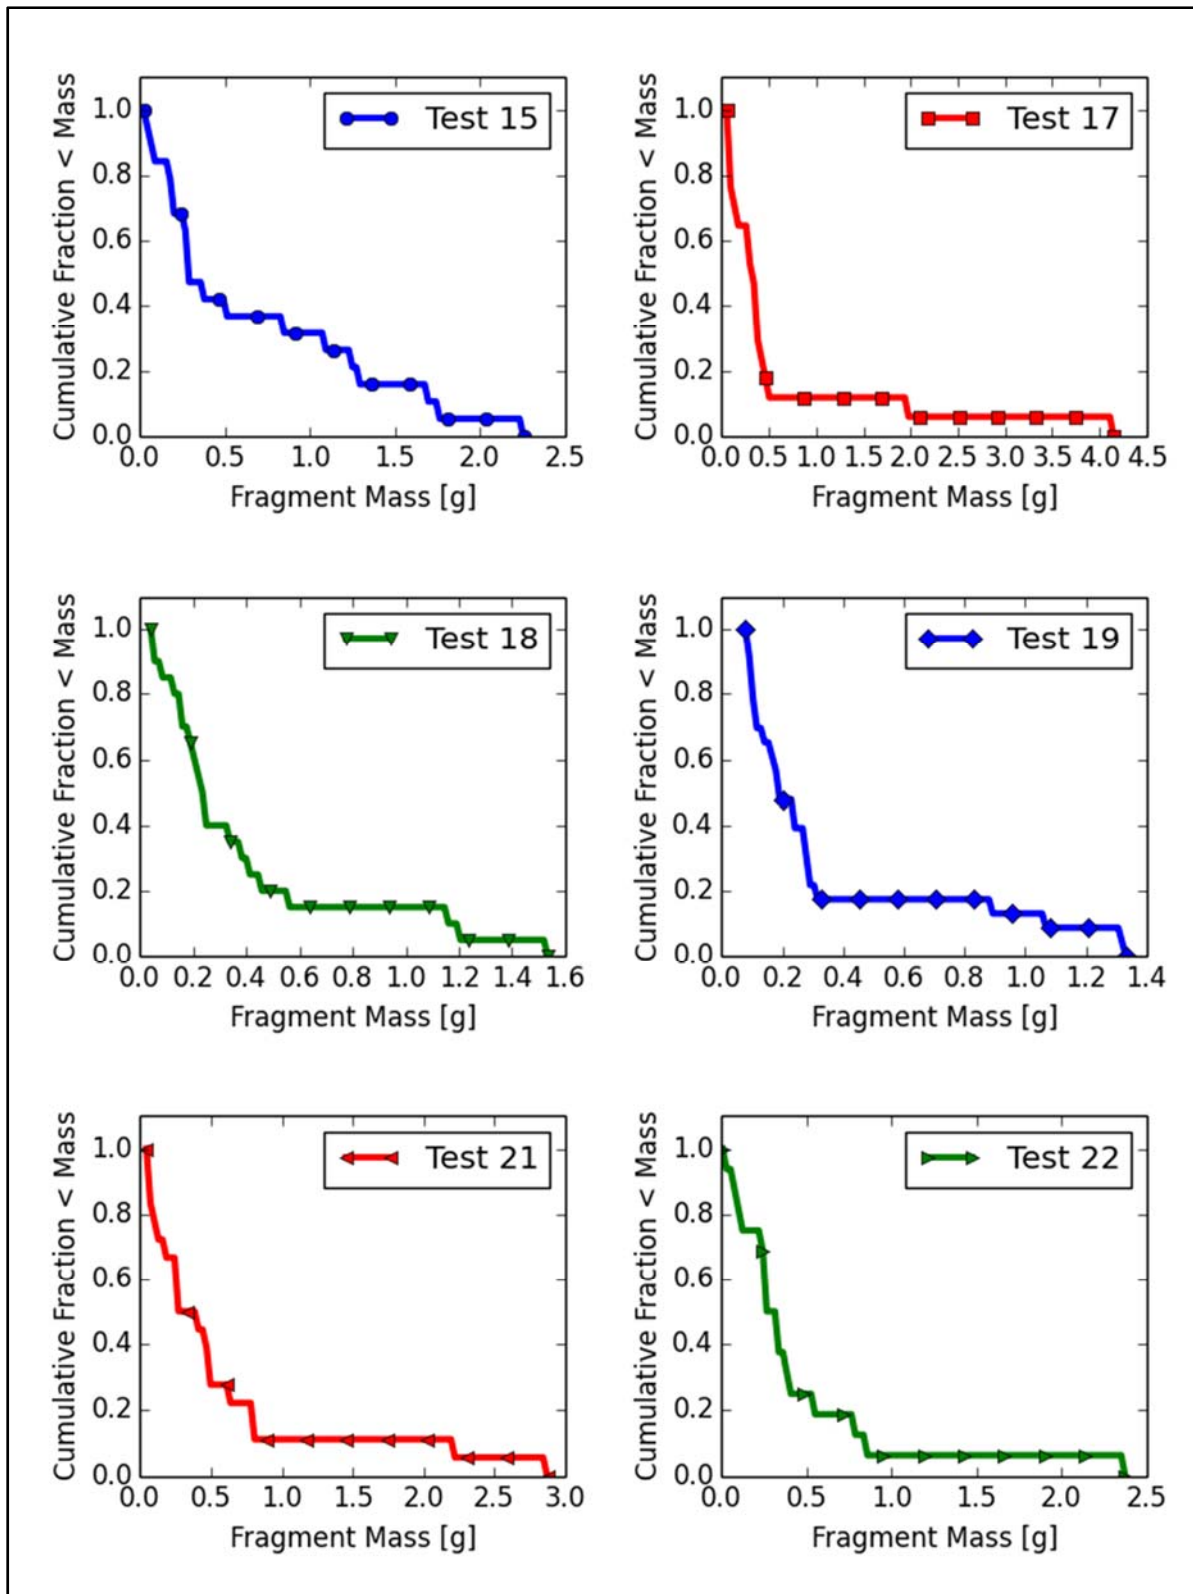 Test 15
Cumulative Fraction < Mass
1.0
0.8
0.6
0.4
0.2
0.0
0.0 0.5 1.0 1.5 2.0 2.5
Fragment Mass [g]
Test 17
Cumulative Fraction < Mass
1.0
0.8
0.6
0.4
0.2
0.0
0.0 0.5 1.0 1.5 2.0 2.5 3.0 3.5 4.0 4.5
Fragment Mass [g]
Test 18
Cumulative Fraction < Mass
1.0
0.8
0.6
0.4
0.2
0.0
0.0 0.2 0.4 0.6 0.8 1.0 1.2 1.4 1.6
Fragment Mass [g]
Test 19
Cumulative Fraction < Mass
1.0
0.8
0.6
0.4
0.2
0.0
0.0 0.2 0.4 0.6 0.8 1.0 1.2 1.4
Fragment Mass [g]
Test 21
Cumulative Fraction < Mass
1.0
0.8
0.6
0.4
0.2
0.0
0.0 0.5 1.0 1.5 2.0 2.5 3.0
Fragment Mass [g]
Test 22
Cumulative Fraction < Mass
1.0
0.8
0.6
0.4
0.2
0.0
0.0 0.5 1.0 1.5 2.0 2.5
Fragment Mass [g]